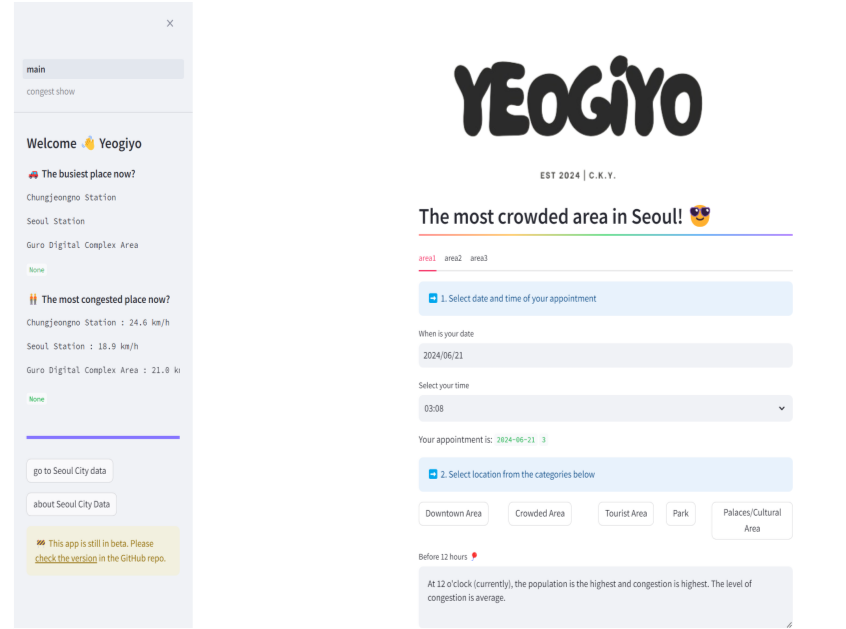 ×
main
congest show
Welcome 👋 Yeogiyo
🚗 The busiest place now?
Chungjeongno Station
Seoul Station
Guro Digital Complex Area
None
👬 The most congested place now?
Chungjeongno Station : 24.6 km/h
Seoul Station : 18.9 km/h
Guro Digital Complex Area : 21.0 k
None
go to Seoul City data
about Seoul City Data
🚧 This app is still in beta. Please
check the version in the GitHub repo.
YEOGiYO
EST 2024 | C.K.Y.
The most crowded area in Seoul! 😎
area1 area2 area3
➡️ 1. Select date and time of your appointment
When is your date
2024/06/21
Select your time
03:08
Your appointment is: 2024-06-21 3
➡️ 2. Select location from the categories below
Downtown Area Crowded Area Tourist Area Park Palaces/Cultural
Area
Before 12 hours 🎈
At 12 o'clock (currently), the population is the highest and congestion is highest. The level of
congestion is average.